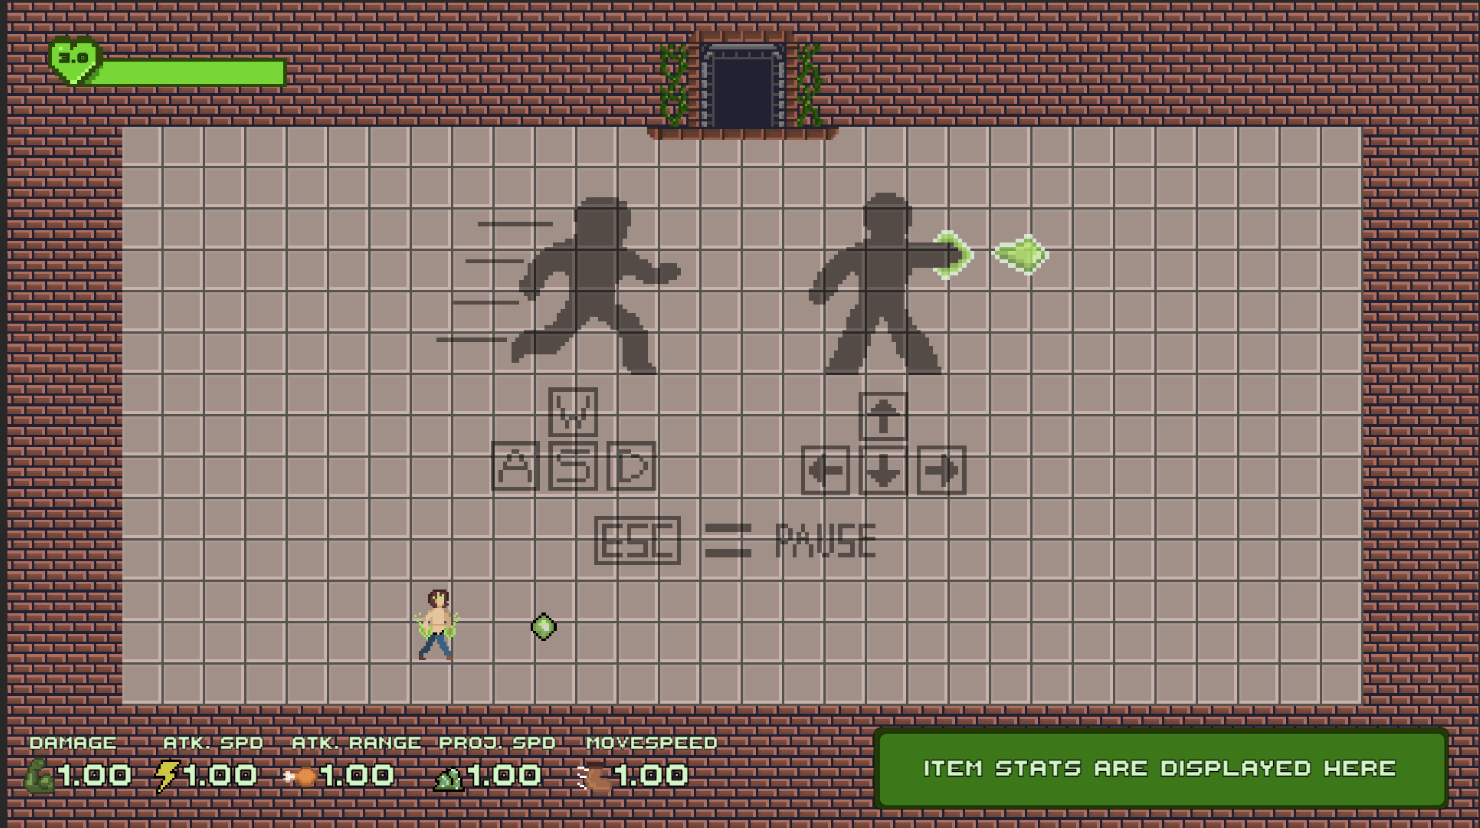 3.0
W
A S D
ESC = PAUSE
DAMAGE ATK. SPD ATK. RANGE PROJ. SPD MOVESPEED
1.00 1.00 1.00 1.00 1.00
ITEM STATS ARE DISPLAYED HERE